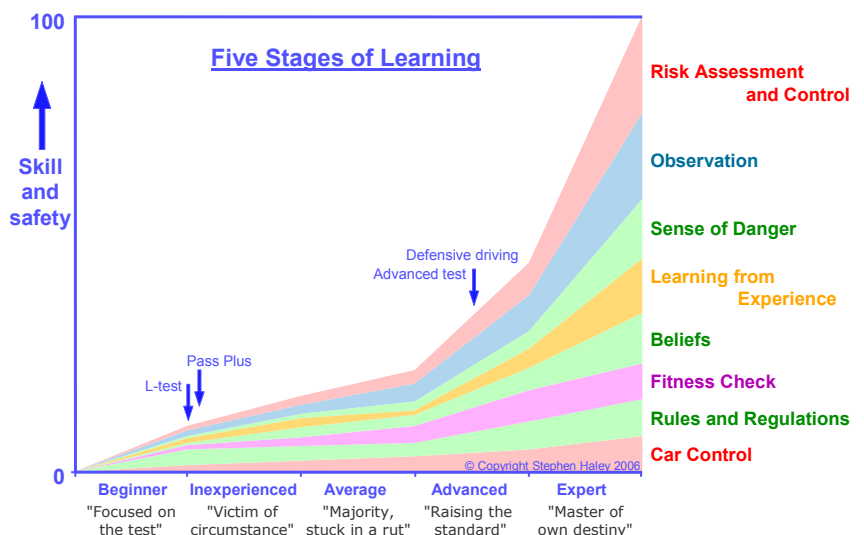 100
Five Stages of Learning
Risk Assessment
and Control
Observation
Skill
and
safety
Sense of Danger
Defensive driving
Advanced test
Learning from
Experience
Beliefs
Pass Plus
L-test
Fitness Check
Rules and Regulations
Car Control
© Copyright Stephen Haley 2006
0
Beginner
"Focused on
the test"
Inexperienced
"Victim of
circumstance"
Average
"Majority,
stuck in a rut"
Advanced
"Raising the
standard"
Expert
"Master of
own destiny"